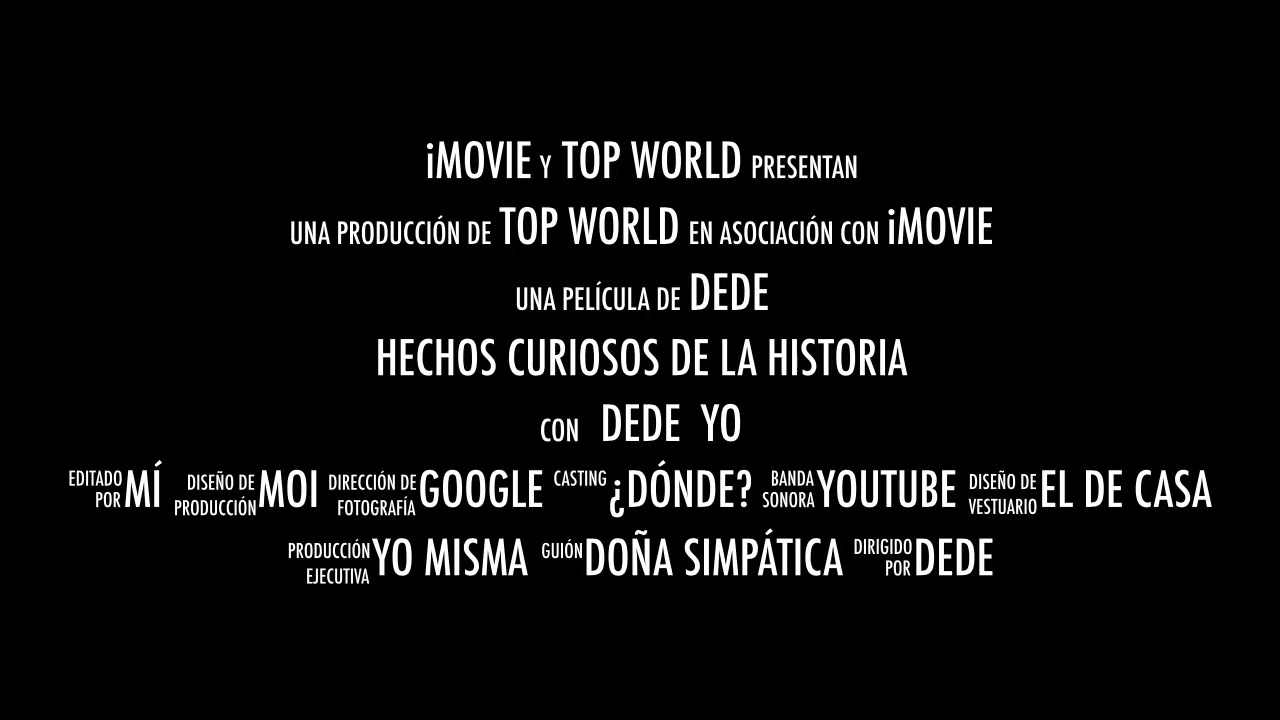 iMOVIE Y TOP WORLD PRESENTAN
UNA PRODUCCIÓN DE TOP WORLD EN ASOCIACIÓN CON iMOVIE
UNA PELÍCULA DE DEDE
HECHOS CURIOSOS DE LA HISTORIA
CON DEDE YO
EDITADO POR MÍ DISEÑO DE PRODUCCIÓN MOI DIRECCIÓN DE FOTOGRAFÍA GOOGLE CASTING ¿DÓNDE? BANDA SONORA YOUTUBE DISEÑO DE VESTUARIO EL DE CASA
PRODUCCIÓN EJECUTIVA YO MISMA GUIÓN DOÑA SIMPÁTICA DIRIGIDO POR DEDE